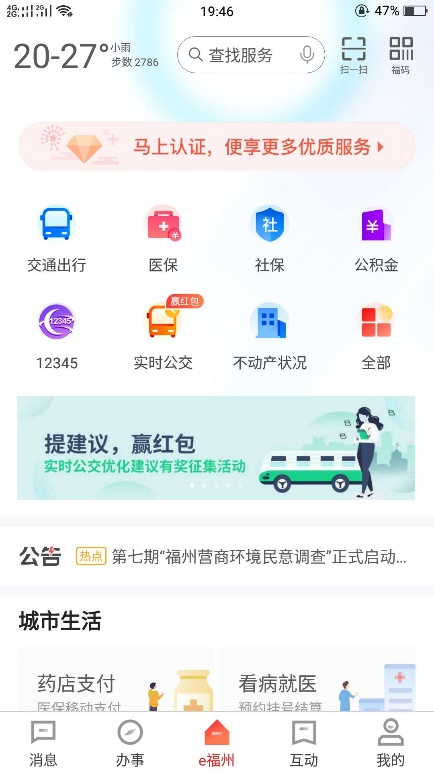 4G 2G 2G 19:46 47%
20-27° 小雨
步数 2786
查找服务
扫一扫 福码
马上认证，便享更多优质服务
交通出行 医保 社 社保 ¥ 公积金
12345 赢红包
12345 实时公交 不动产状况 全部
提建议，赢红包
实时公交优化建议有奖征集活动
公告 热点 第七期“福州营商环境民意调查”正式启动...
城市生活
药店支付 看病就医
医保移动支付 预约挂号结算
消息 办事 e福州 互动 我的